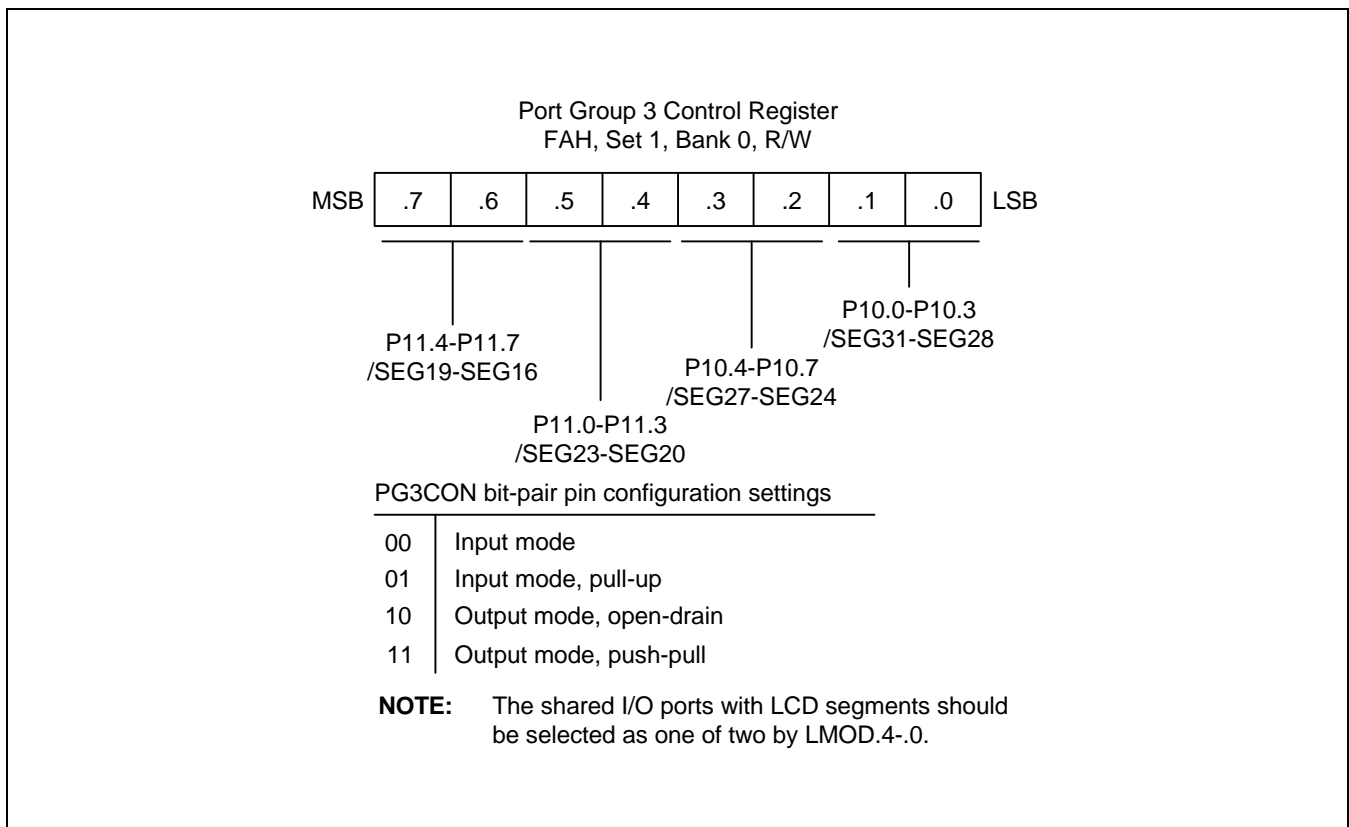 Port Group 3 Control Register
FAH, Set 1, Bank 0, R/W
MSB .7 .6 .5 .4 .3 .2 .1 .0 LSB
P10.0-P10.3
/SEG31-SEG28
P11.4-P11.7
/SEG19-SEG16
P10.4-P10.7
/SEG27-SEG24
P11.0-P11.3
/SEG23-SEG20
PG3CON bit-pair pin configuration settings
00 Input mode
01 Input mode, pull-up
10 Output mode, open-drain
11 Output mode, push-pull
NOTE: The shared I/O ports with LCD segments should
be selected as one of two by LMOD.4-.0.